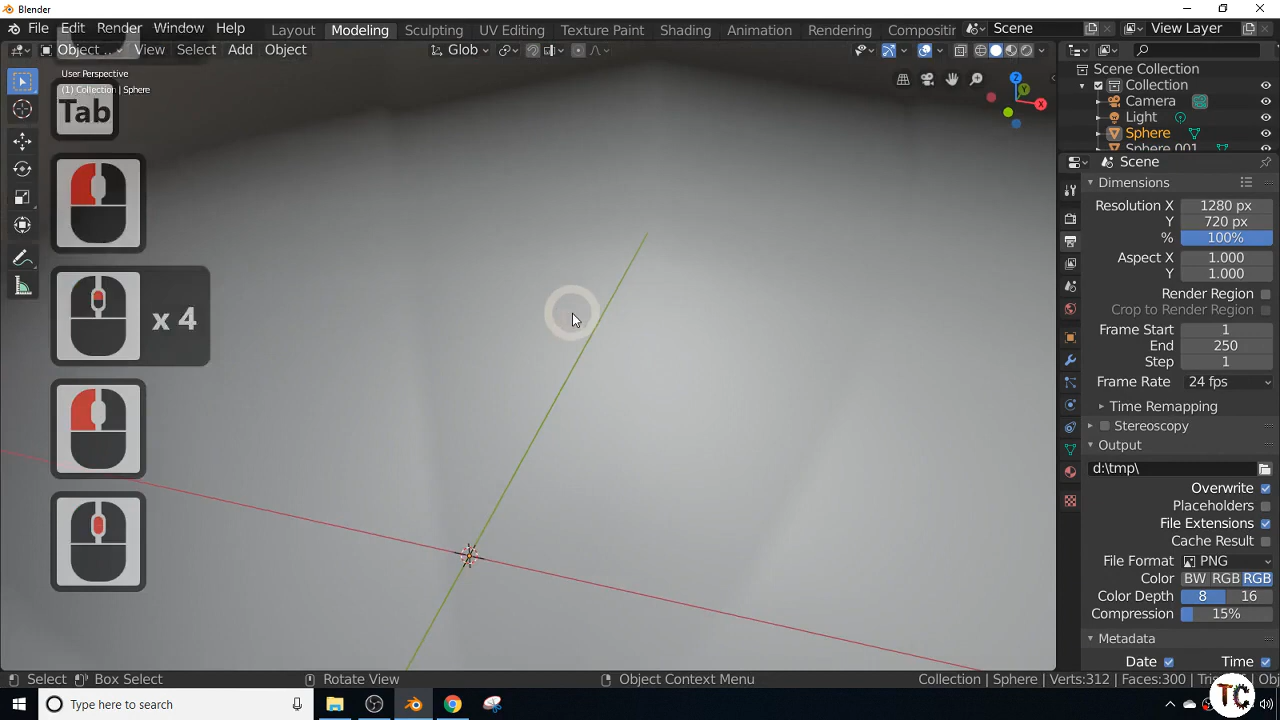 Blender
File Edit Render Window Help
Layout Modeling Sculpting UV Editing Texture Paint Shading Animation Rendering Compositi
Scene
View Layer
Object
View Select Add Object
Glob
User Perspective
(1) Collection | Sphere
Tab
x 4
Z
Y
X
Scene Collection
Collection
Camera
Light
Sphere
Sphere.001
Scene
Dimensions
Resolution X 1280 px
Y 720 px
% 100%
Aspect X 1.000
Y 1.000
Render Region
Crop to Render Region
Frame Start 1
End 250
Step 1
Frame Rate 24 fps
Time Remapping
Stereoscopy
Output
d:\tmp\
Overwrite
Placeholders
File Extensions
Cache Result
File Format PNG
Color BW RGB RGB
Color Depth 8 16
Compression 15%
Metadata
Date Time
Select Box Select Rotate View Object Context Menu Collection | Sphere | Verts:312 | Faces:300 | Tri
Type here to search
TC